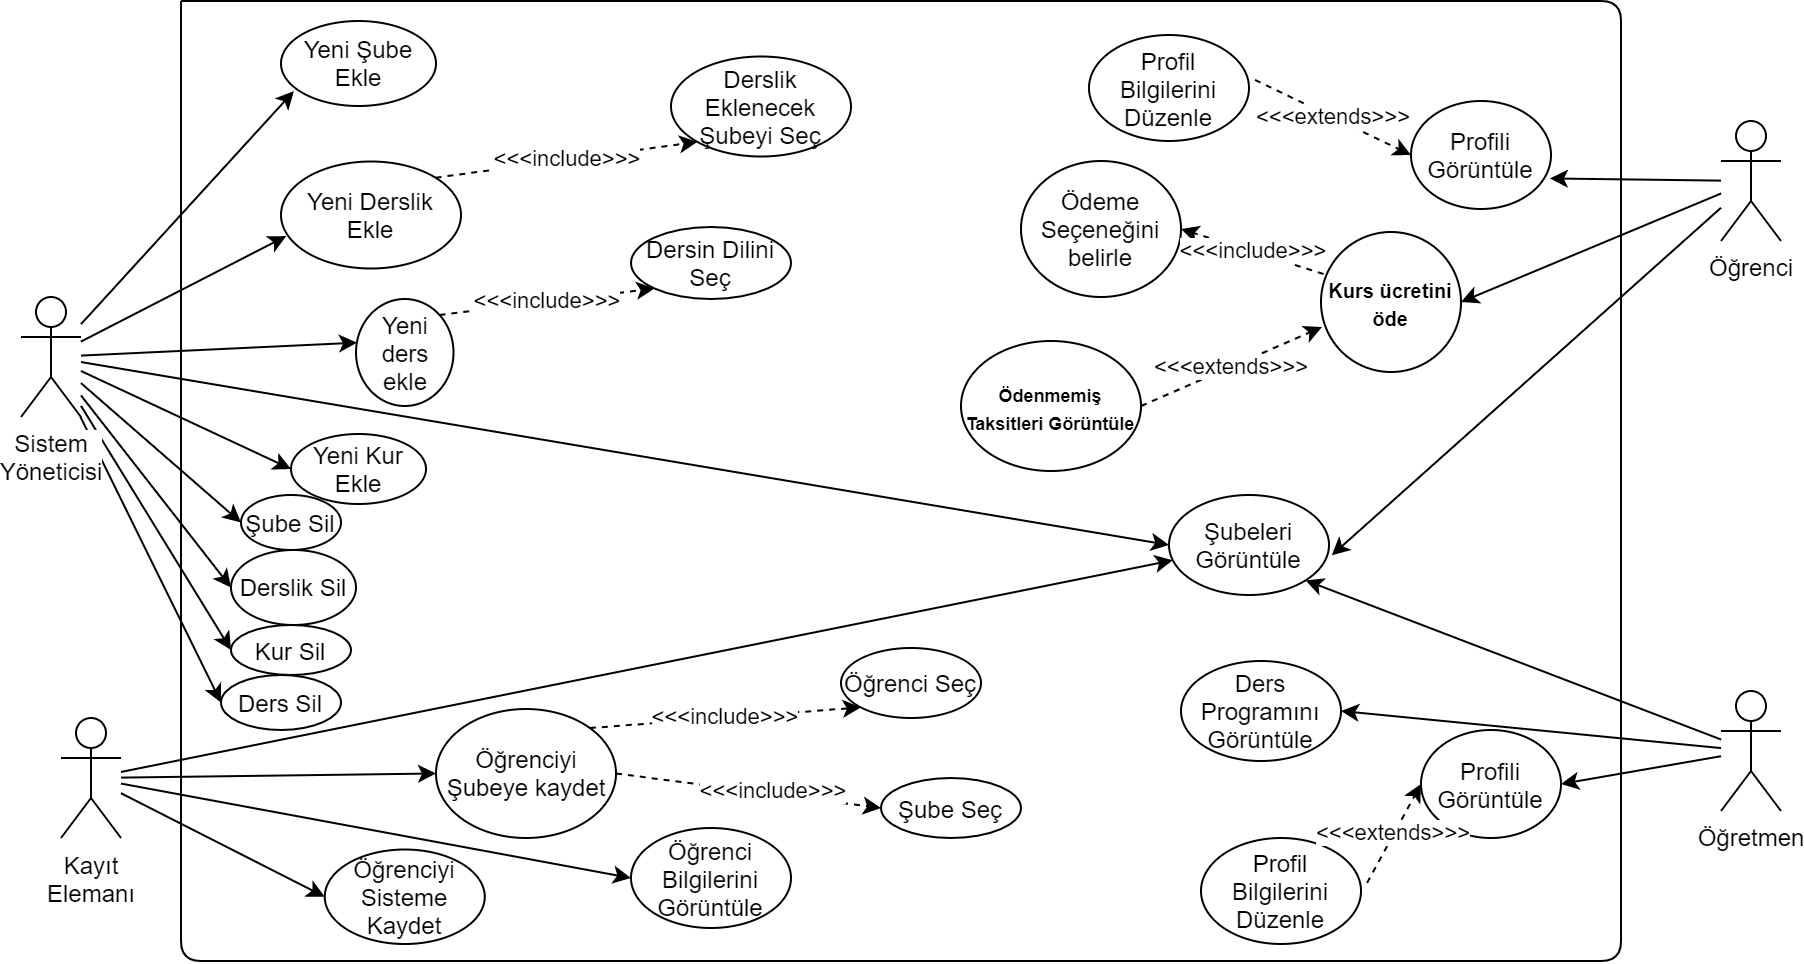 Yeni Şube
Ekle
Derslik
Eklenecek
Şubeyi Seç
<<<include>>>
Yeni Derslik
Ekle
Dersin Dilini
Seç
<<<include>>>
Yeni
ders
ekle
Sistem
Yöneticisi
Yeni Kur
Ekle
Şube Sil
Derslik Sil
Kur Sil
Ders Sil
Profil
Bilgilerini
Düzenle
<<<extends>>>
Profili
Görüntüle
Öğrenci
Ödeme
Seçeneğini
belirle
<<<include>>>
Kurs ücretini
öde
<<<extends>>>
Ödenmemiş
Taksitleri Görüntüle
Şubeleri
Görüntüle
Öğrenci Seç
<<<include>>>
Öğrenciyi
Şubeye kaydet
<<<include>>>
Şube Seç
Kayıt
Elemanı
Öğrenciyi
Sisteme
Kaydet
Öğrenci
Bilgilerini
Görüntüle
Ders
Programını
Görüntüle
Profili
Görüntüle
<<<extends>>>
Profil
Bilgilerini
Düzenle
Öğretmen